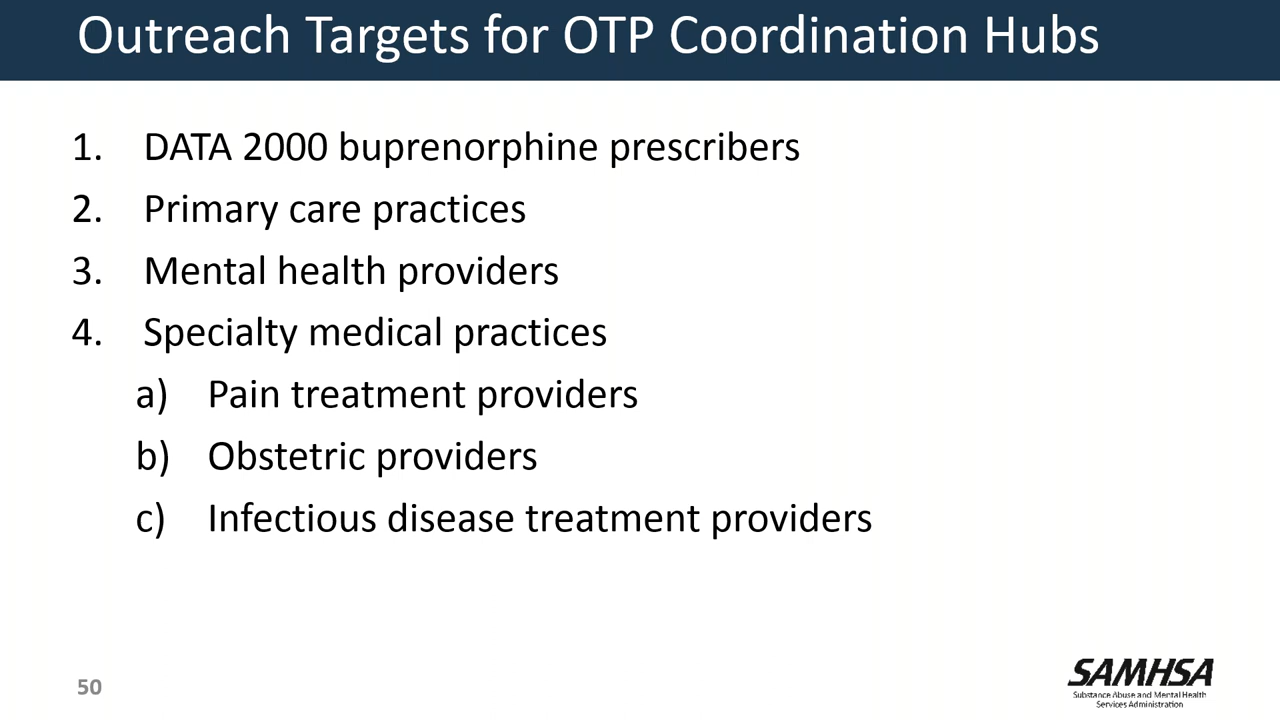 Outreach Targets for OTP Coordination Hubs
1. DATA 2000 buprenorphine prescribers
2. Primary care practices
3. Mental health providers
4. Specialty medical practices
a) Pain treatment providers
b) Obstetric providers
c) Infectious disease treatment providers
50
SAMHSA
Substance Abuse and Mental Health
Services Administration